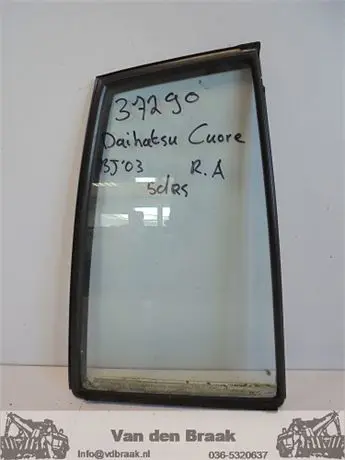 37290
Daihatsu Cuore
BJ'03 R.A
5drs
Van den Braak
Info@vdbraak.nl 036-5320637